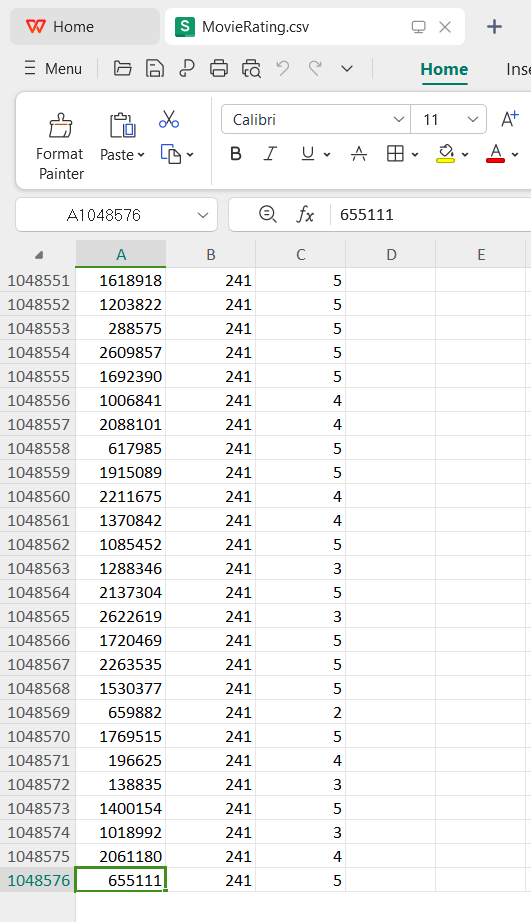 Home
MovieRating.csv
Menu
Home
Inse
Format
Painter
Paste
Calibri
11
A
B I U A A
A1048576
fx
655111
A B C D E
1048551 1618918 241 5
1048552 1203822 241 5
1048553 288575 241 5
1048554 2609857 241 5
1048555 1692390 241 5
1048556 1006841 241 4
1048557 2088101 241 4
1048558 617985 241 5
1048559 1915089 241 5
1048560 2211675 241 4
1048561 1370842 241 4
1048562 1085452 241 5
1048563 1288346 241 3
1048564 2137304 241 5
1048565 2622619 241 3
1048566 1720469 241 5
1048567 2263535 241 5
1048568 1530377 241 5
1048569 659882 241 2
1048570 1769515 241 5
1048571 196625 241 4
1048572 138835 241 3
1048573 1400154 241 5
1048574 1018992 241 3
1048575 2061180 241 4
1048576 655111 241 5